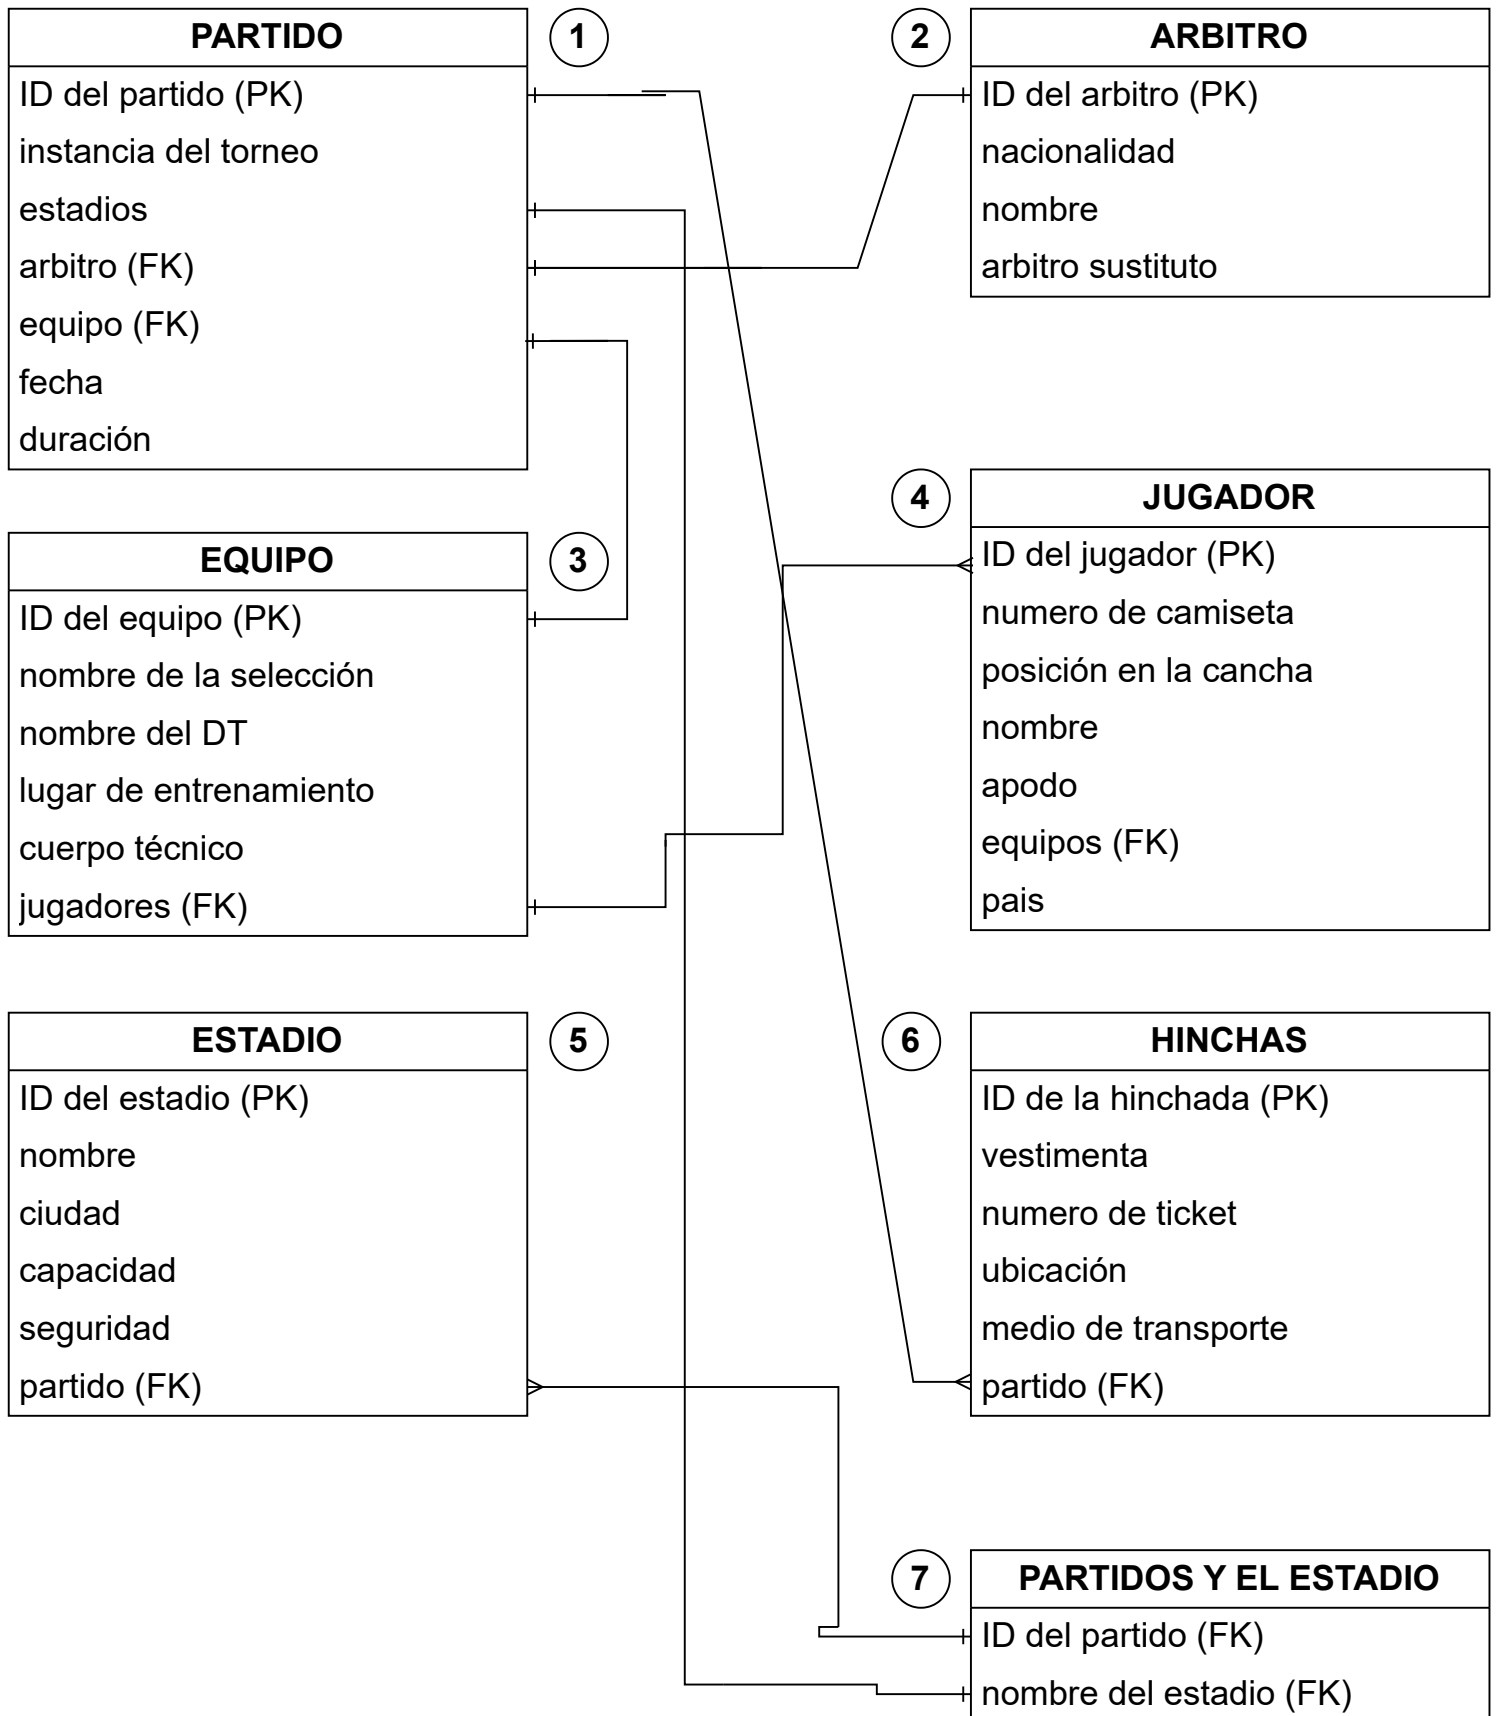 PARTIDO
1
ID del partido (PK)
instancia del torneo
estadios
arbitro (FK)
equipo (FK)
fecha
duración
2
ARBITRO
ID del arbitro (PK)
nacionalidad
nombre
arbitro sustituto
EQUIPO
3
ID del equipo (PK)
nombre de la selección
nombre del DT
lugar de entrenamiento
cuerpo técnico
jugadores (FK)
4
JUGADOR
ID del jugador (PK)
numero de camiseta
posición en la cancha
nombre
apodo
equipos (FK)
pais
ESTADIO
5
ID del estadio (PK)
nombre
ciudad
capacidad
seguridad
partido (FK)
6
HINCHAS
ID de la hinchada (PK)
vestimenta
numero de ticket
ubicación
medio de transporte
partido (FK)
7
PARTIDOS Y EL ESTADIO
ID del partido (FK)
nombre del estadio (FK)